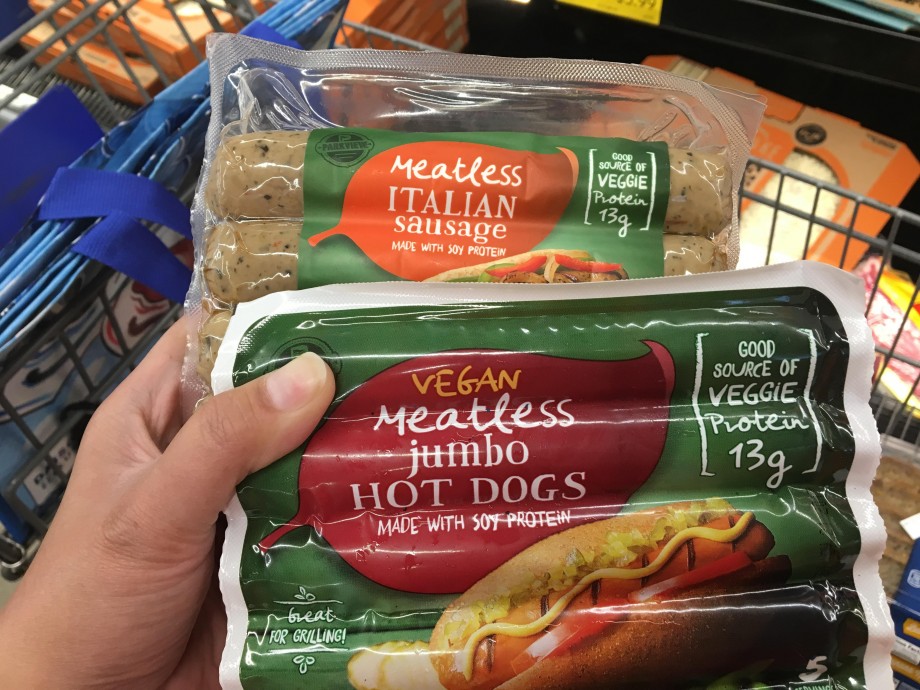 PARKVIEW
Meatless
ITALIAN
sausage
MADE WITH SOY PROTEIN
GOOD
SOURCE OF
VEGGIE
Protein
13g
VEGAN
Meatless
jumbo
HOT DOGS
MADE WITH SOY PROTEIN
GOOD
SOURCE OF
VEGGIE
Protein
13g
great
FOR GRILLING!
5